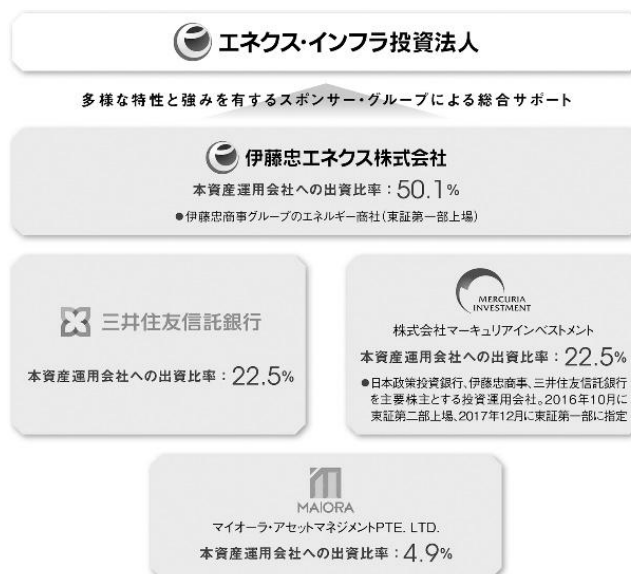 エネクス・インフラ投資法人
多様な特性と強みを有するスポンサー・グループによる総合サポート
伊藤忠エネクス株式会社
本資産運用会社への出資比率：50.1%
●伊藤忠商事グループのエネルギー商社（東証第一部上場）
三井住友信託銀行
本資産運用会社への出資比率：22.5%
MERCURIA
INVESTMENT
株式会社マーキュリアインベストメント
本資産運用会社への出資比率：22.5%
●日本政策投資銀行、伊藤忠商事、三井住友信託銀行
を主要株主とする投資運用会社。2016年10月に
東証第二部上場、2017年12月に東証第一部に指定
MAIORA
マイオーラ・アセットマネジメントPTE. LTD.
本資産運用会社への出資比率：4.9%